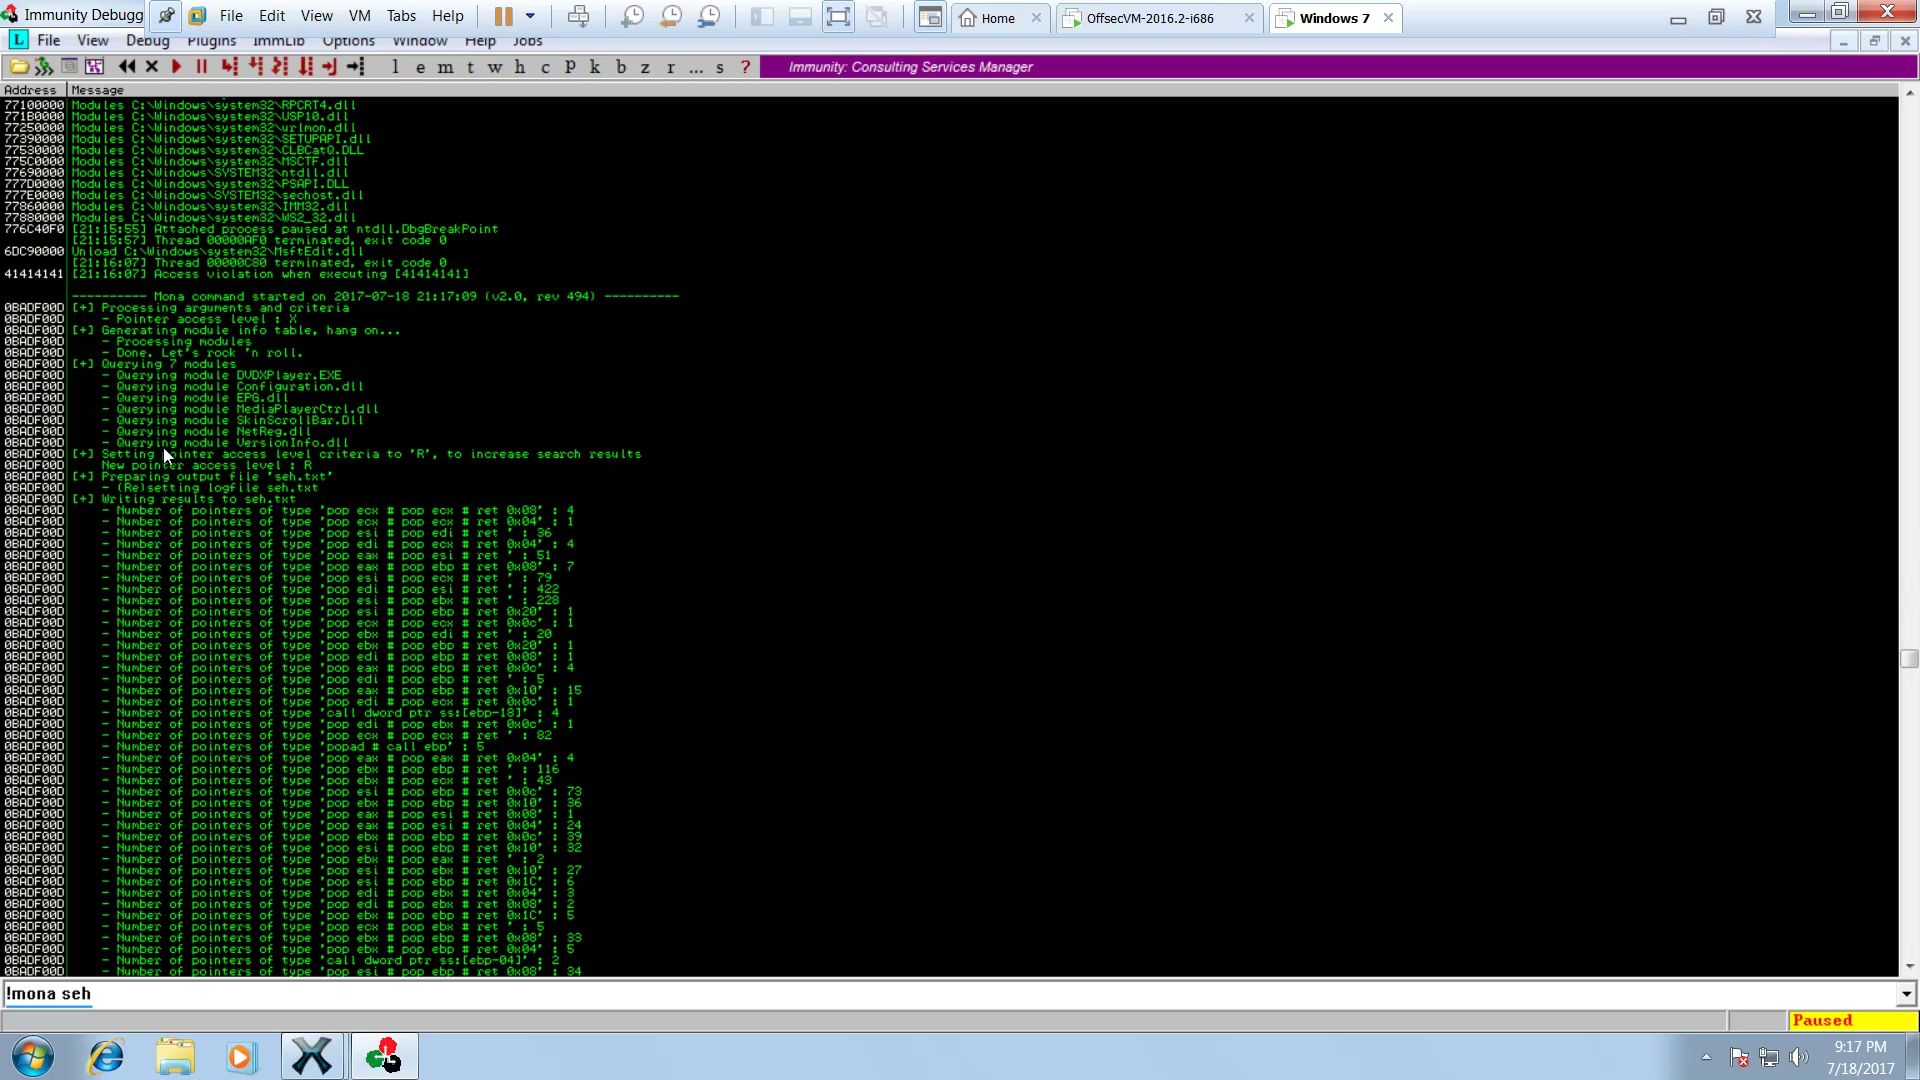 Immunity Debugg File Edit View VM Tabs Help Home OffsecVM-2016.2-i686 Windows 7
L File View Debug Plugins ImmLib Options Window Help Jobs
l e m t w h c P k b z r ... s ? Immunity: Consulting Services Manager
Address Message
77100000 Modules C:\Windows\system32\RPCRT4.dll
771B0000 Modules C:\Windows\system32\USP10.dll
77250000 Modules C:\Windows\system32\urlmon.dll
77390000 Modules C:\Windows\system32\SETUPAPI.dll
77530000 Modules C:\Windows\system32\CLBCatQ.DLL
775C0000 Modules C:\Windows\system32\MSCTF.dll
77690000 Modules C:\Windows\SYSTEM32\ntdll.dll
777D0000 Modules C:\Windows\system32\PSAPI.DLL
777E0000 Modules C:\Windows\SYSTEM32\sechost.dll
77860000 Modules C:\Windows\system32\IMM32.dll
77880000 Modules C:\Windows\system32\WS2_32.dll
776C40F0 [21:15:55] Attached process paused at ntdll.DbgBreakPoint
[21:15:57] Thread 00000AF0 terminated, exit code 0
6DC90000 Unload C:\Windows\system32\MsftEdit.dll
[21:16:07] Thread 00000C80 terminated, exit code 0
41414141 [21:16:07] Access violation when executing [41414141]
---------- Mona command started on 2017-07-18 21:17:09 (v2.0, rev 494) ----------
0BADF00D [+] Processing arguments and criteria
0BADF00D - Pointer access level : X
0BADF00D [+] Generating module info table, hang on...
0BADF00D - Processing modules
0BADF00D - Done. Let's rock 'n roll.
0BADF00D [+] Querying 7 modules
0BADF00D - Querying module DVDXPlayer.EXE
0BADF00D - Querying module Configuration.dll
0BADF00D - Querying module EPG.dll
0BADF00D - Querying module MediaPlayerCtrl.dll
0BADF00D - Querying module SkinScrollBar.Dll
0BADF00D - Querying module NetReg.dll
0BADF00D - Querying module VersionInfo.dll
0BADF00D [+] Setting pointer access level criteria to 'R', to increase search results
0BADF00D New pointer access level : R
0BADF00D [+] Preparing output file 'seh.txt'
0BADF00D - (Re)setting logfile seh.txt
0BADF00D [+] Writing results to seh.txt
0BADF00D - Number of pointers of type 'pop ecx # pop ecx # ret 0x08' : 4
0BADF00D - Number of pointers of type 'pop ecx # pop ecx # ret 0x04' : 1
0BADF00D - Number of pointers of type 'pop esi # pop edi # ret ' : 36
0BADF00D - Number of pointers of type 'pop edi # pop ecx # ret 0x04' : 4
0BADF00D - Number of pointers of type 'pop eax # pop esi # ret ' : 51
0BADF00D - Number of pointers of type 'pop eax # pop ebp # ret 0x08' : 7
0BADF00D - Number of pointers of type 'pop esi # pop ecx # ret ' : 79
0BADF00D - Number of pointers of type 'pop edi # pop esi # ret ' : 422
0BADF00D - Number of pointers of type 'pop esi # pop ebx # ret ' : 228
0BADF00D - Number of pointers of type 'pop esi # pop ebp # ret 0x20' : 1
0BADF00D - Number of pointers of type 'pop ecx # pop ecx # ret 0x0c' : 1
0BADF00D - Number of pointers of type 'pop ebx # pop edi # ret ' : 20
0BADF00D - Number of pointers of type 'pop ebx # pop ebp # ret 0x20' : 1
0BADF00D - Number of pointers of type 'pop edi # pop ebp # ret 0x08' : 1
0BADF00D - Number of pointers of type 'pop eax # pop ebp # ret 0x0c' : 4
0BADF00D - Number of pointers of type 'pop edi # pop ebp # ret ' : 5
0BADF00D - Number of pointers of type 'pop eax # pop ebp # ret 0x10' : 15
0BADF00D - Number of pointers of type 'pop edi # pop ecx # ret 0x0c' : 1
0BADF00D - Number of pointers of type 'call dword ptr ss:[ebp-18]' : 4
0BADF00D - Number of pointers of type 'pop edi # pop ebx # ret 0x0c' : 1
0BADF00D - Number of pointers of type 'pop ecx # pop ecx # ret ' : 82
0BADF00D - Number of pointers of type 'popad # call ebp' : 5
0BADF00D - Number of pointers of type 'pop eax # pop eax # ret 0x04' : 4
0BADF00D - Number of pointers of type 'pop ebx # pop ebp # ret ' : 116
0BADF00D - Number of pointers of type 'pop ebx # pop ecx # ret ' : 43
0BADF00D - Number of pointers of type 'pop esi # pop ebx # ret 0x0c' : 73
0BADF00D - Number of pointers of type 'pop ebx # pop ebp # ret 0x10' : 36
0BADF00D - Number of pointers of type 'pop eax # pop esi # ret 0x08' : 1
0BADF00D - Number of pointers of type 'pop eax # pop esi # ret 0x04' : 24
0BADF00D - Number of pointers of type 'pop ebx # pop ebp # ret 0x0c' : 39
0BADF00D - Number of pointers of type 'pop esi # pop ebp # ret 0x10' : 32
0BADF00D - Number of pointers of type 'pop ebx # pop eax # ret ' : 2
0BADF00D - Number of pointers of type 'pop esi # pop ebx # ret 0x10' : 27
0BADF00D - Number of pointers of type 'pop esi # pop ebp # ret 0x1C' : 6
0BADF00D - Number of pointers of type 'pop edi # pop ebx # ret 0x04' : 3
0BADF00D - Number of pointers of type 'pop edi # pop ebx # ret 0x08' : 2
0BADF00D - Number of pointers of type 'pop ebx # pop ebp # ret 0x1C' : 5
0BADF00D - Number of pointers of type 'pop ecx # pop ebx # ret ' : 5
0BADF00D - Number of pointers of type 'pop ebx # pop ebp # ret 0x08' : 33
0BADF00D - Number of pointers of type 'pop ebx # pop ebp # ret 0x04' : 5
0BADF00D - Number of pointers of type 'call dword ptr ss:[ebp-04]' : 2
0BADF00D - Number of pointers of type 'pop esi # pop ebp # ret 0x08' : 34
!mona seh
Paused
9:17 PM
7/18/2017